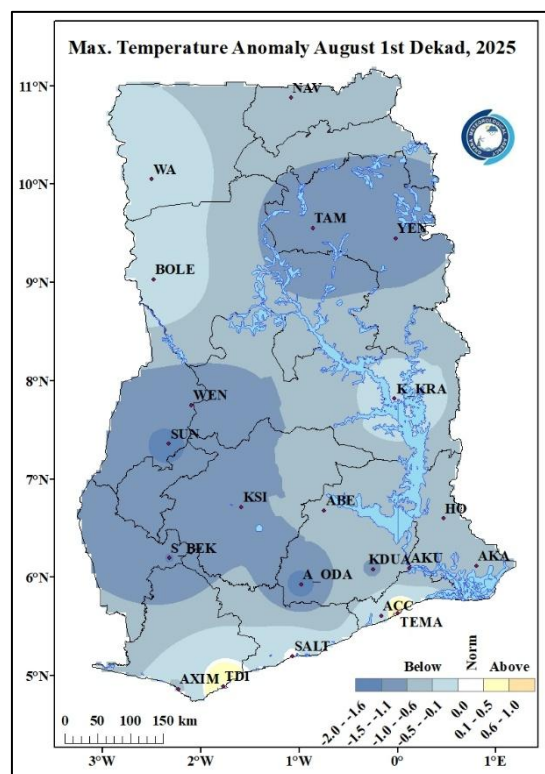 Max. Temperature Anomaly August 1st Dekad, 2025
11°N
NAV
WA
10°N
TAM
YEN
BOLE
9°N
8°N
K_KRA
WEN
SUN
7°N
KSI
ABE
HO
S_BEK
KDUA
AKU
AKA
6°N
A_ODA
ACC
TEMA
SALT
5°N
AXIM
TDI
Below
Norm
Above
-2.0 - -1.6
-1.5 - -1.1
-1.0 - -0.6
-0.5 - -0.1
0.0
0.1 - 0.5
0.6 - 1.0
0 50 100 150 km
3°W 2°W 1°W 0° 1°E